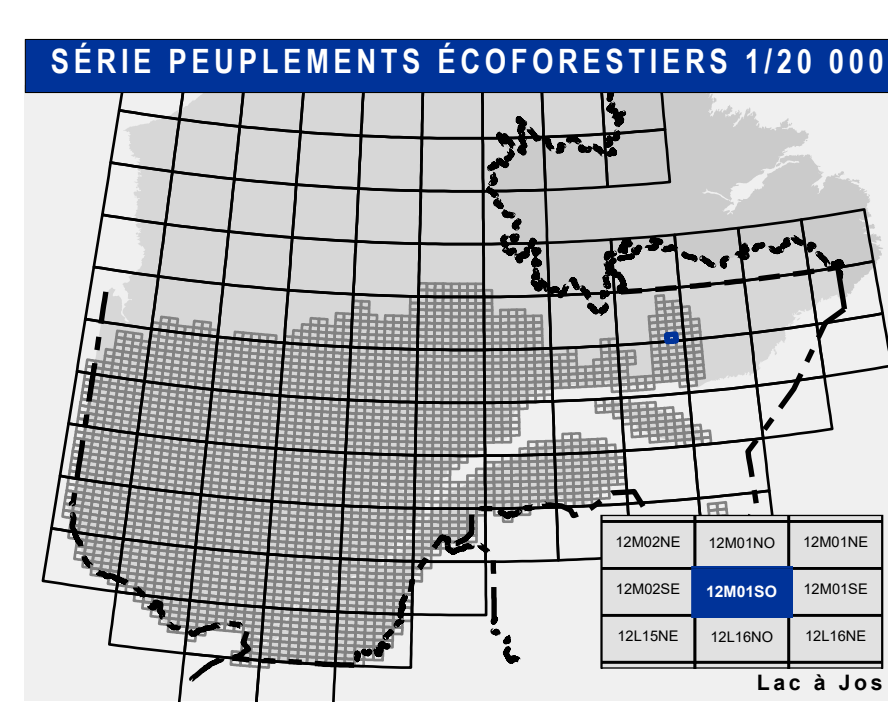 SÉRIE PEUPLEMENTS ÉCOFORESTIERS 1/20 000
12M02NE 12M01NO 12M01NE
12M02SE 12M01SO 12M01SE
12L15NE 12L16NO 12L16NE
Lac à Jos